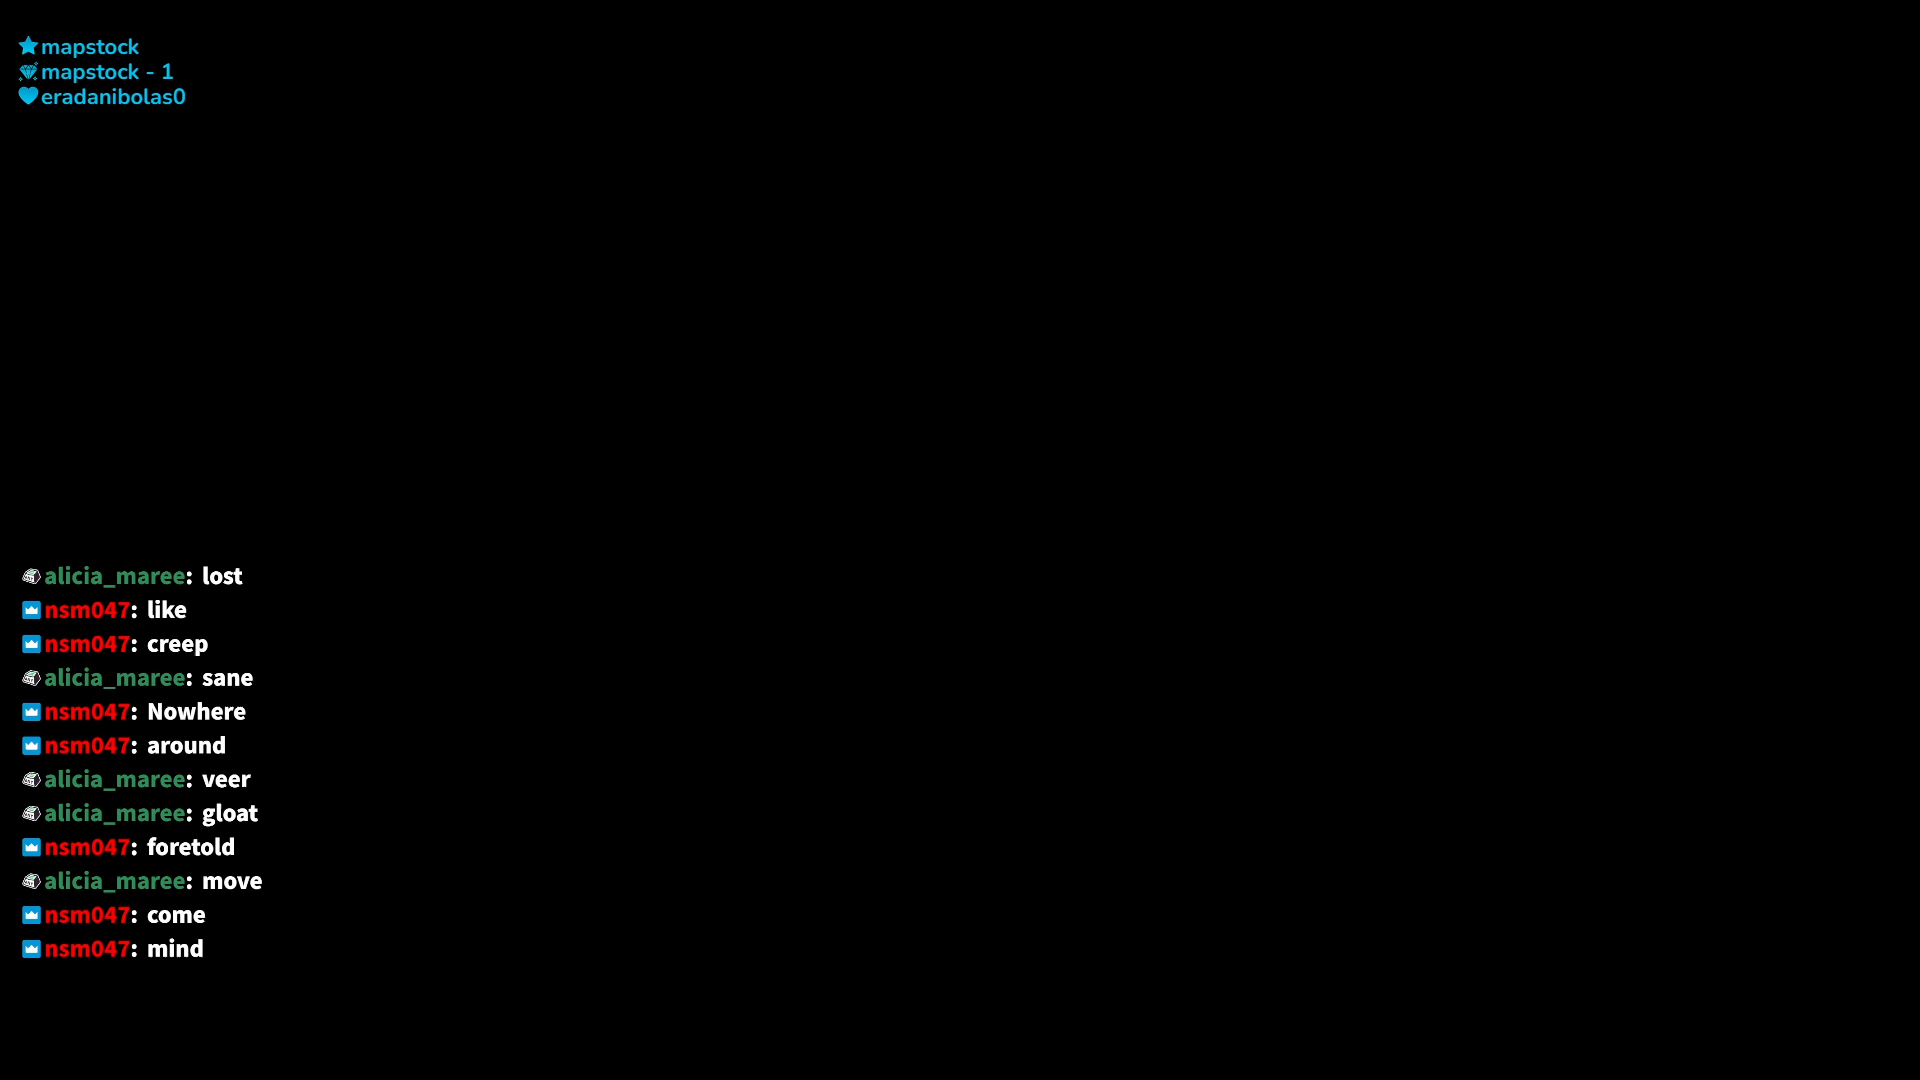 mapstock
mapstock - 1
eradanibolas0
alicia_maree: lost
nsm047: like
nsm047: creep
alicia_maree: sane
nsm047: Nowhere
nsm047: around
alicia_maree: veer
alicia_maree: gloat
nsm047: foretold
alicia_maree: move
nsm047: come
nsm047: mind